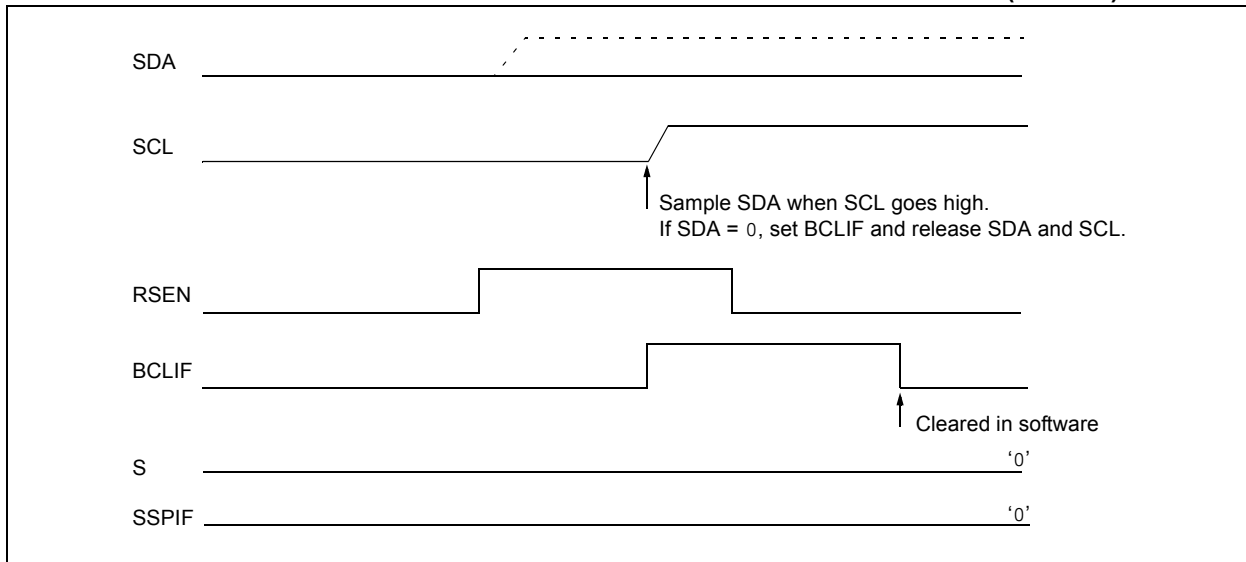 SDA
SCL
Sample SDA when SCL goes high.
If SDA = 0, set BCLIF and release SDA and SCL.
RSEN
BCLIF
Cleared in software
S
‘0’
SSPIF
‘0’